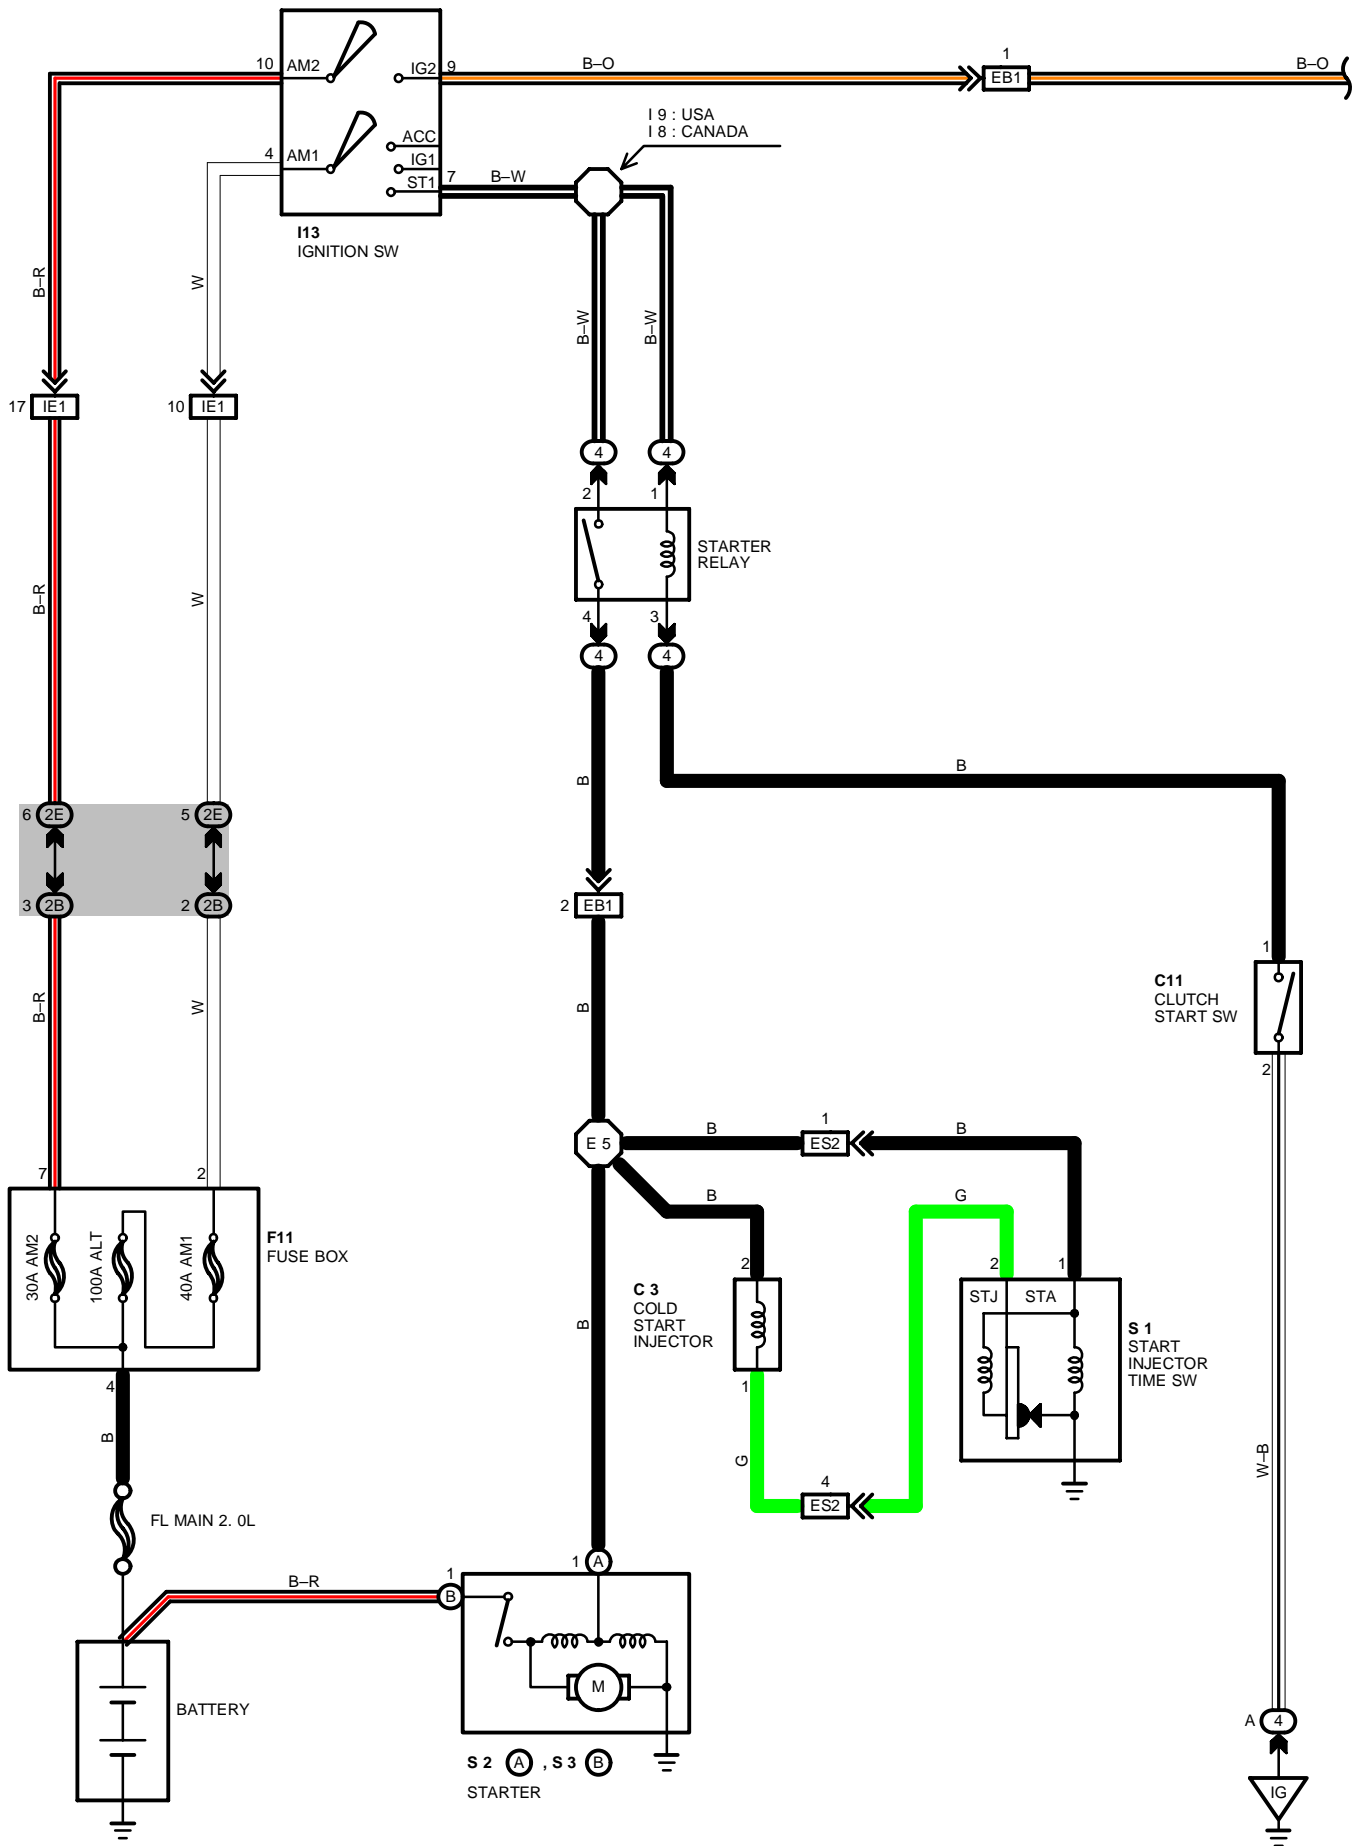 10
AM2
IG2
9
B–O
1
EB1
B–O
I 9 : USA
I 8 : CANADA
ACC
4
AM1
IG1
ST1
7
B–W
I13
IGNITION SW
B–R
W
B–W
B–W
17
IE1
10
IE1
4
4
2
1
STARTER
RELAY
B–R
W
4
3
4
4
B
B
6
2E
5
2E
3
2B
2
2B
2
EB1
1
C11
CLUTCH
START SW
2
B–R
W
B
E 5
B
1
ES2
B
7
2
B
G
F11
FUSE BOX
30A AM2
100A ALT
40A AM1
2
2
1
C 3
COLD
START
INJECTOR
STJ
STA
S 1
START
INJECTOR
TIME SW
B
4
1
B
G
4
ES2
W–B
FL MAIN 2. 0L
1
A
B–R
1
B
M
BATTERY
A
4
S 2
A
, S 3
B
STARTER
IG